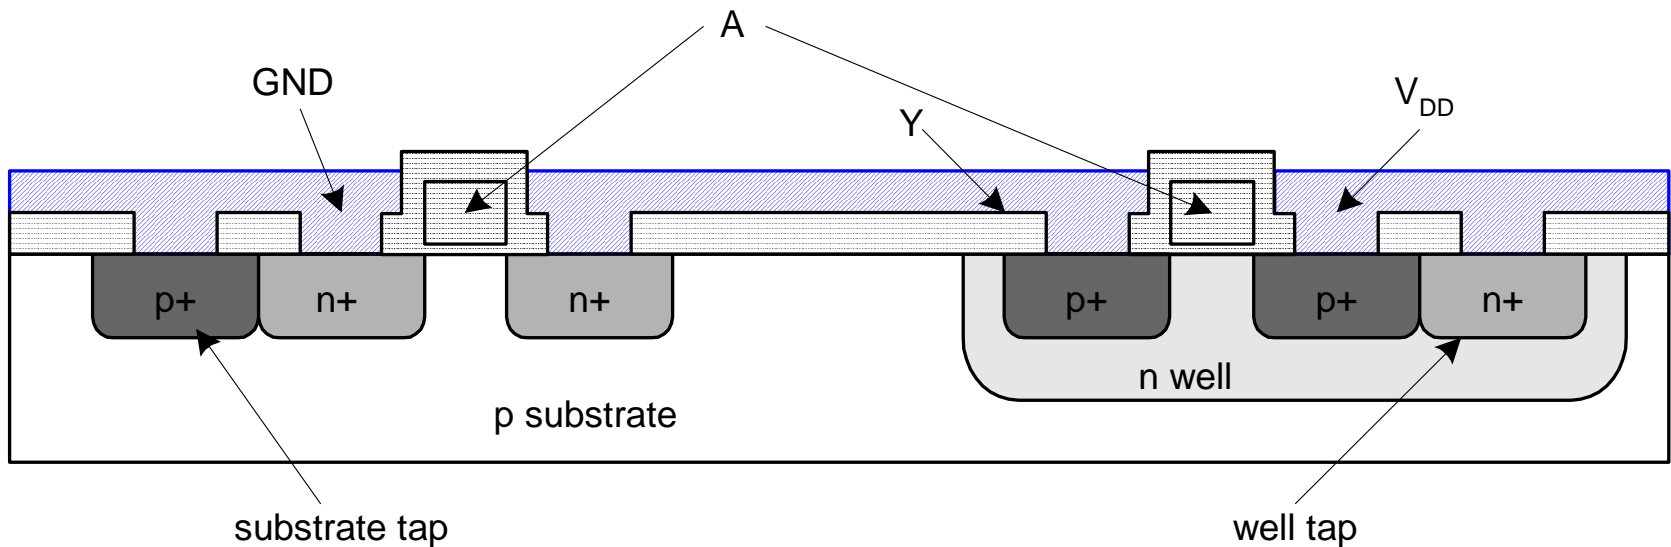 A
GND
Y
VDD
p+
n+
n+
p+
p+
n+
n well
p substrate
substrate tap
well tap